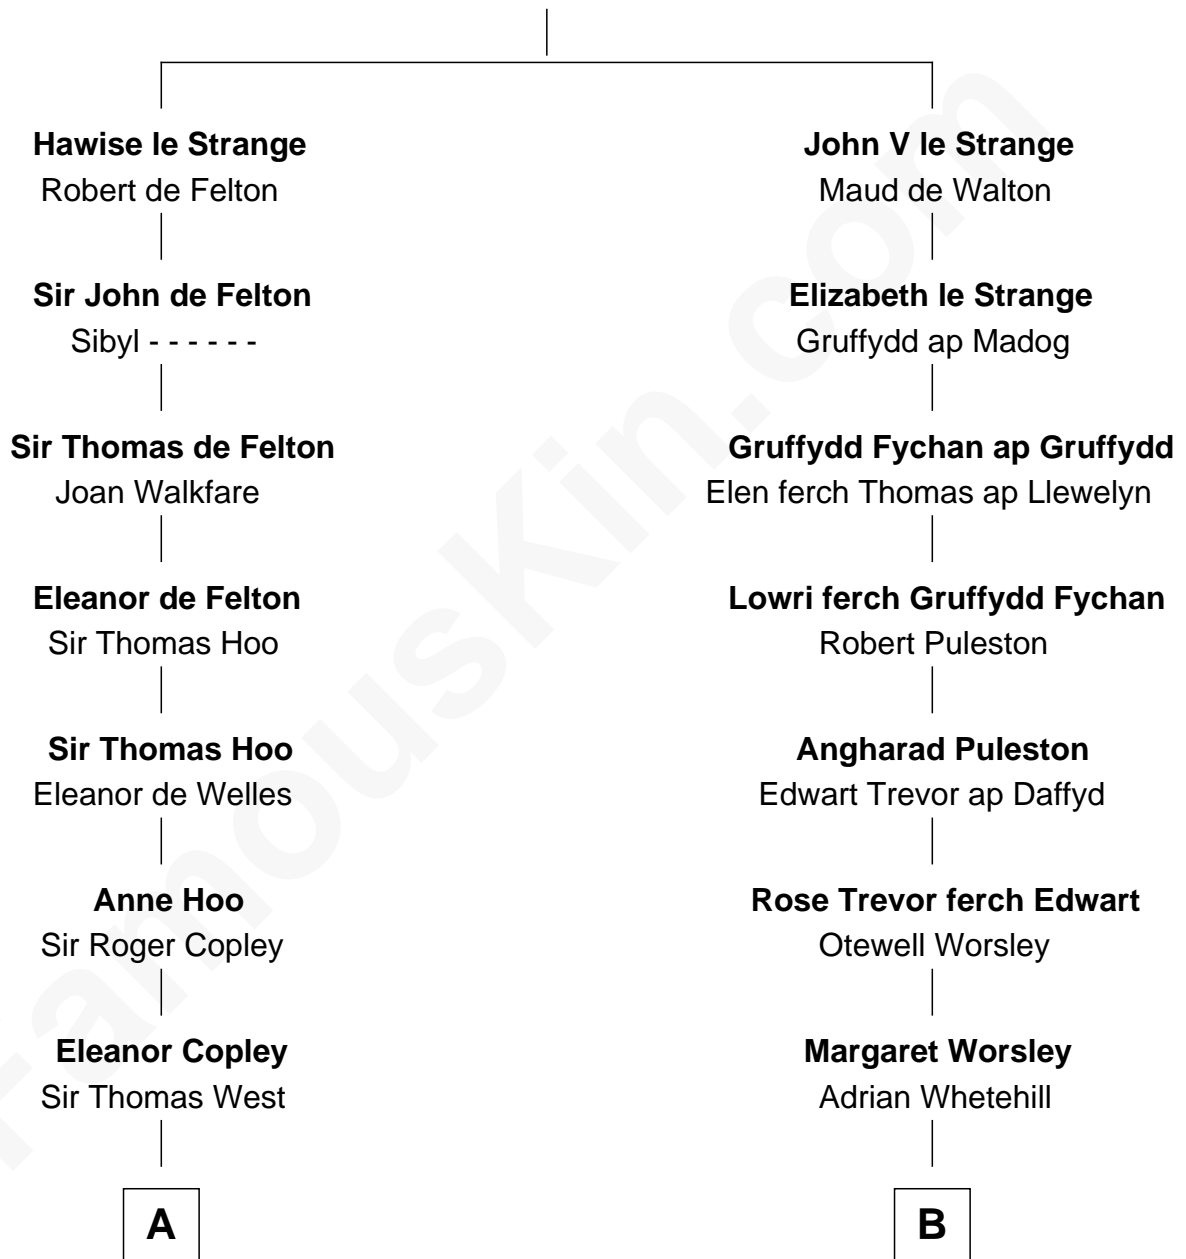 Hawise le Strange
Robert de Felton
Sir John de Felton
Sibyl - - - - - -
Sir Thomas de Felton
Joan Walkfare
Eleanor de Felton
Sir Thomas Hoo
Sir Thomas Hoo
Eleanor de Welles
Anne Hoo
Sir Roger Copley
Eleanor Copley
Sir Thomas West
A
John V le Strange
Maud de Walton
Elizabeth le Strange
Gruffydd ap Madog
Gruffydd Fychan ap Gruffydd
Elen ferch Thomas ap Llewelyn
Lowri ferch Gruffydd Fychan
Robert Puleston
Angharad Puleston
Edwart Trevor ap Daffyd
Rose Trevor ferch Edwart
Otewell Worsley
Margaret Worsley
Adrian Whetehill
B
FamousKin.com